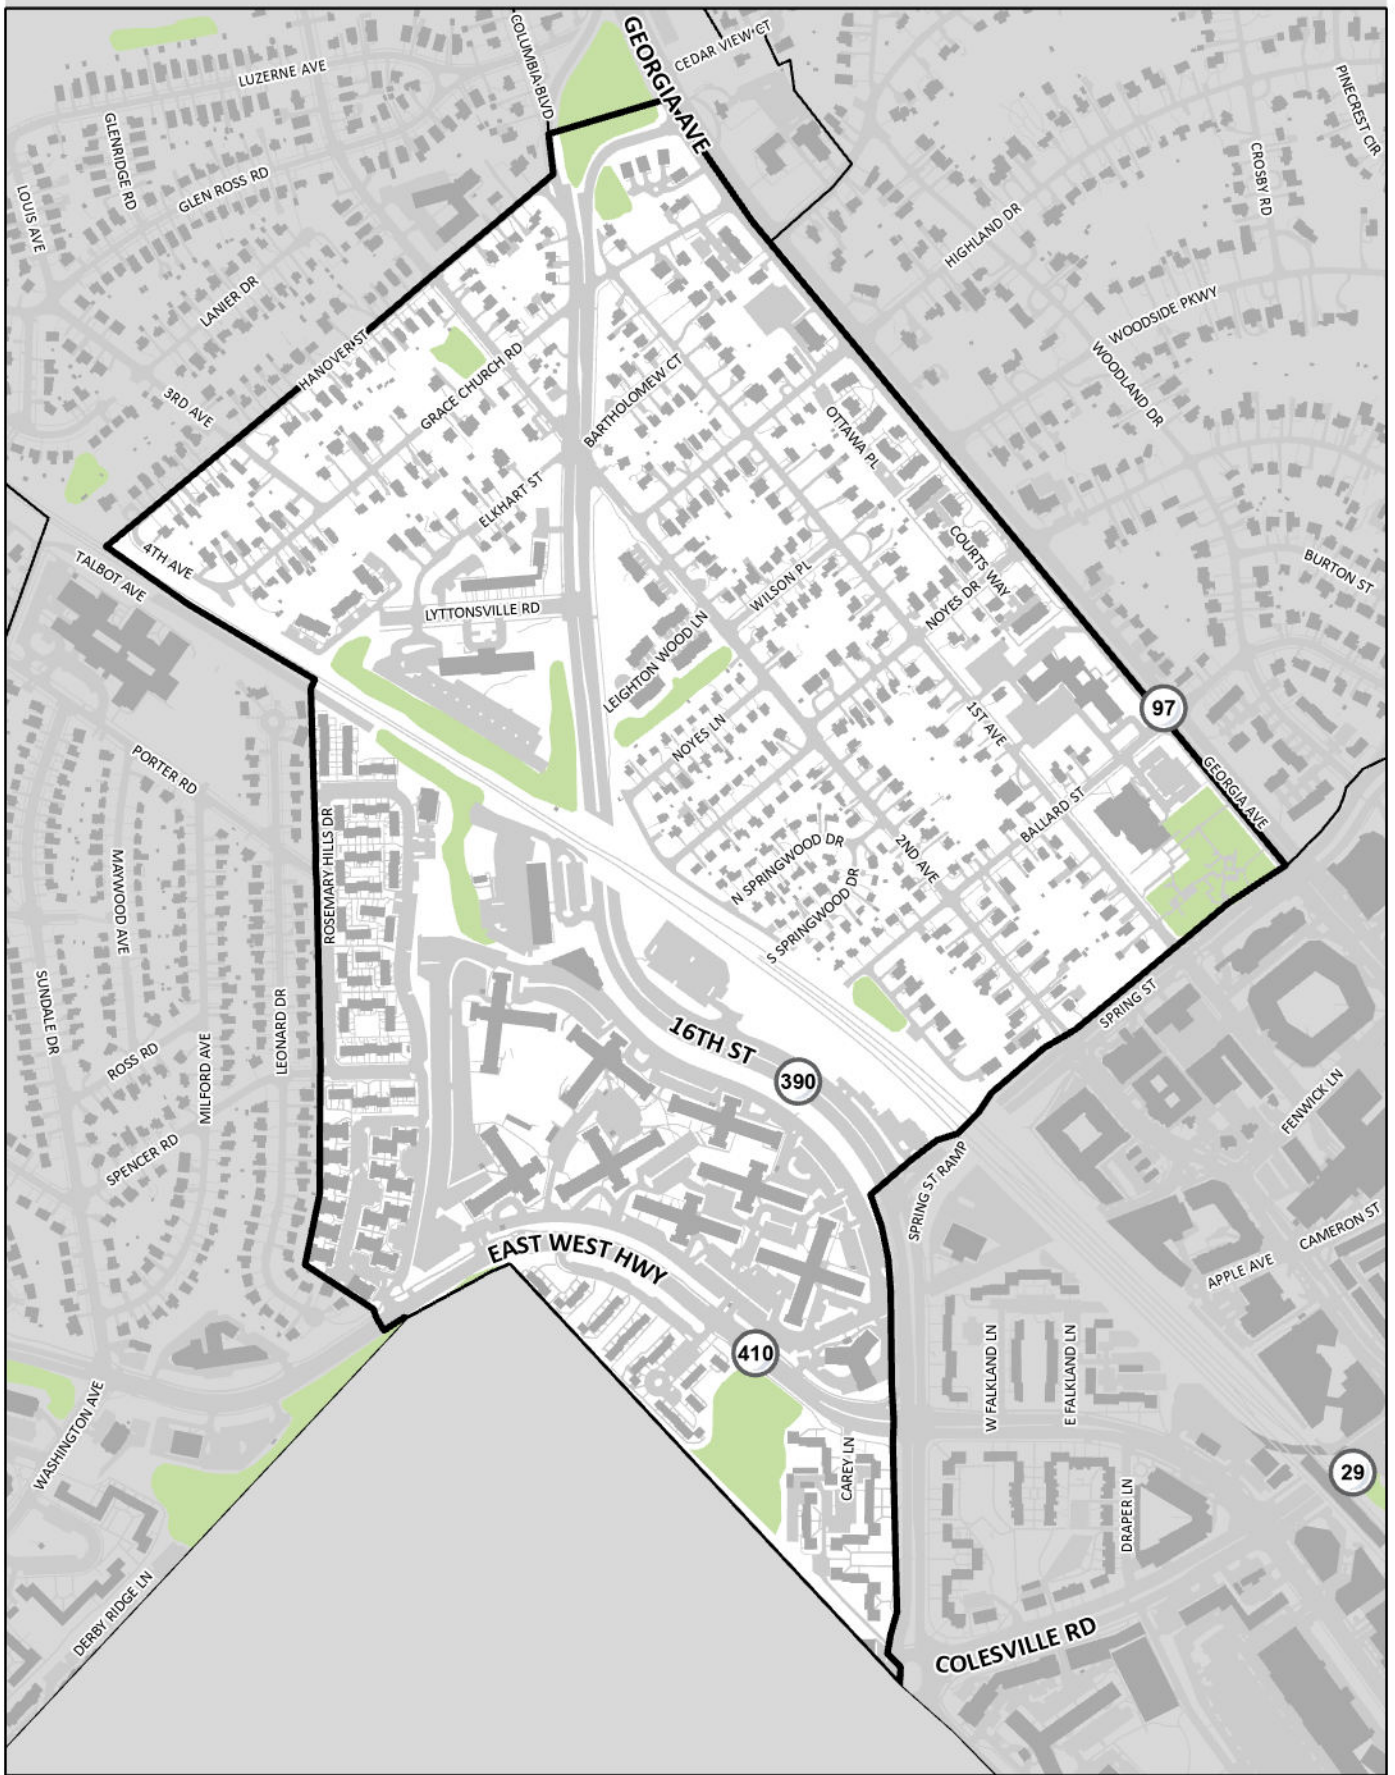 COLUMBIA BLVD
GEORGIA AVE
CEDAR VIEW CT
LUZERNE AVE
PINECREST CIR
GLENRIDGE RD
GLEN ROSS RD
CROSBY RD
LOUIS AVE
HIGHLAND DR
LANIER DR
WOODSIDE PKWY
HANOVER ST
GRACE CHURCH RD
WOODLAND DR
3RD AVE
BARTHOLOMEW CT
OTTAWA PL
ELKHART ST
4TH AVE
TALBOT AVE
COURTS WAY
BURTON ST
WILSON PL
NOYES DR
LYTTONSVILLE RD
LEIGHTON WOOD LN
97
1ST AVE
NOYES LN
PORTER RD
GEORGIA AVE
ROSEMARY HILLS DR
BALLARD ST
N SPRINGWOOD DR
2ND AVE
MAYWOOD AVE
S SPRINGWOOD DR
SUNDALE DR
LEONARD DR
SPRING ST
16TH ST
ROSS RD
MILFORD AVE
390
FENWICK LN
SPENCER RD
SPRING ST RAMP
CAMERON ST
EAST WEST HWY
APPLE AVE
410
W FALKLAND LN
E FALKLAND LN
WASHINGTON AVE
CAREY LN
29
DRAPER LN
DERBY RIDGE LN
COLESVILLE RD